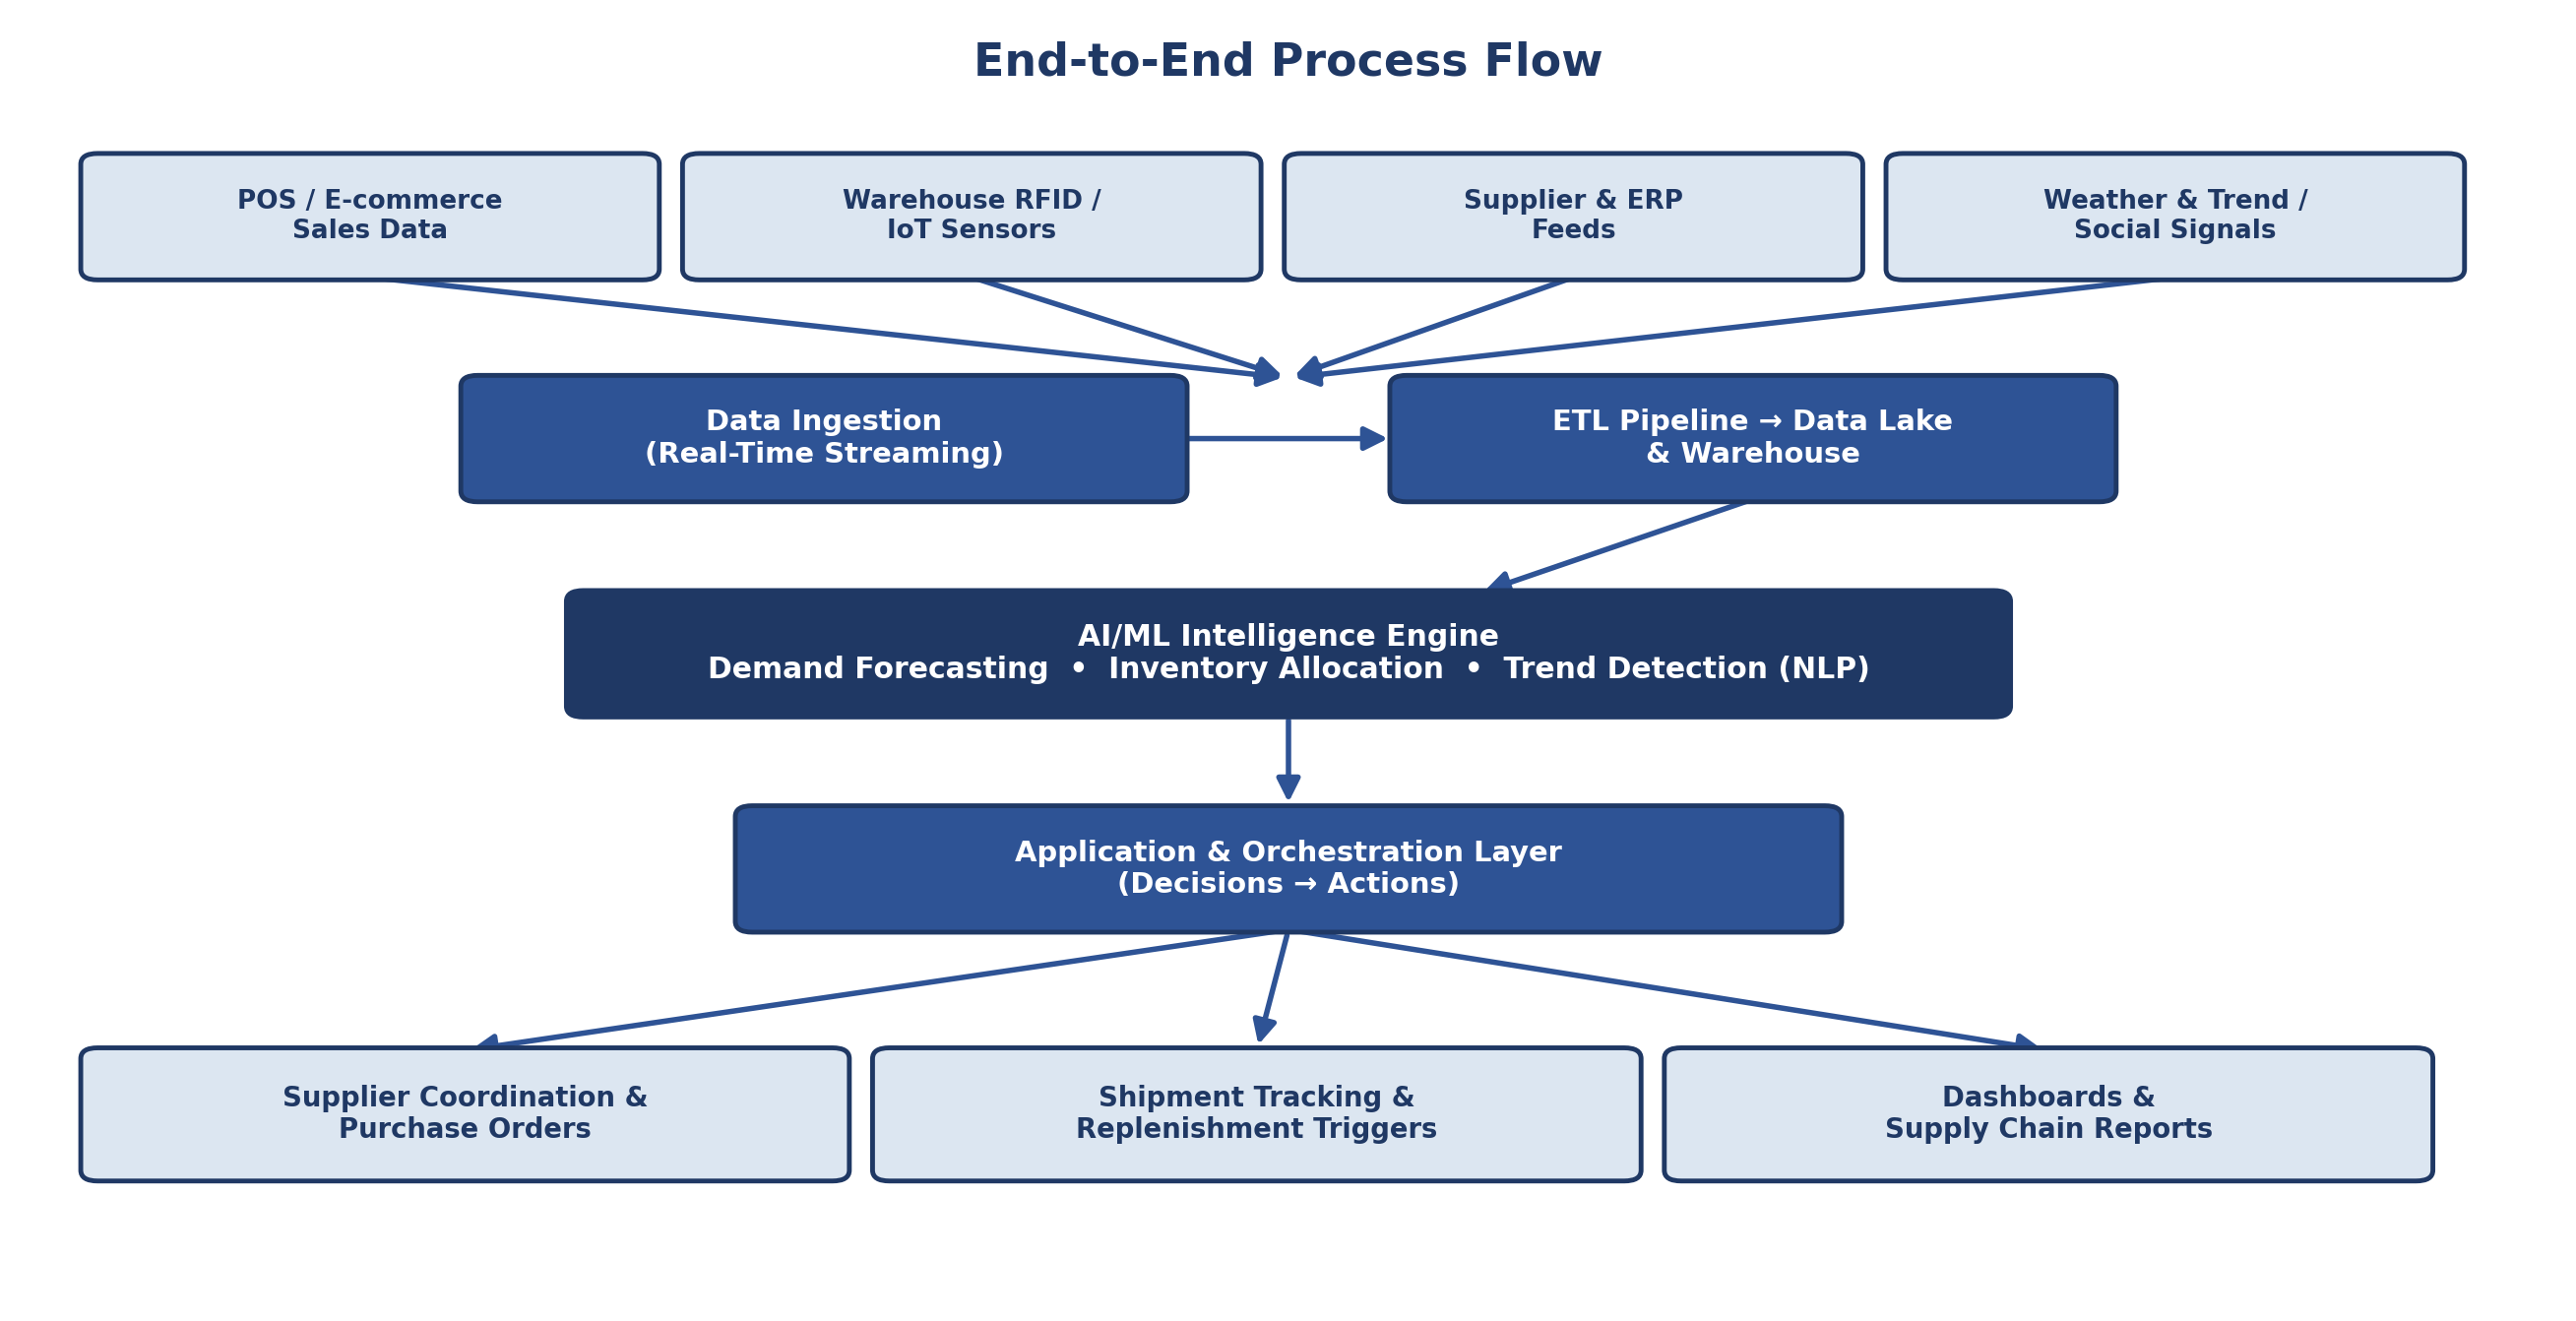 End-to-End Process Flow
POS / E-commerce
Sales Data
Warehouse RFID /
IoT Sensors
Supplier & ERP
Feeds
Weather & Trend /
Social Signals
Data Ingestion
(Real-Time Streaming)
ETL Pipeline → Data Lake
& Warehouse
AI/ML Intelligence Engine
Demand Forecasting • Inventory Allocation • Trend Detection (NLP)
Application & Orchestration Layer
(Decisions → Actions)
Supplier Coordination &
Purchase Orders
Shipment Tracking &
Replenishment Triggers
Dashboards &
Supply Chain Reports